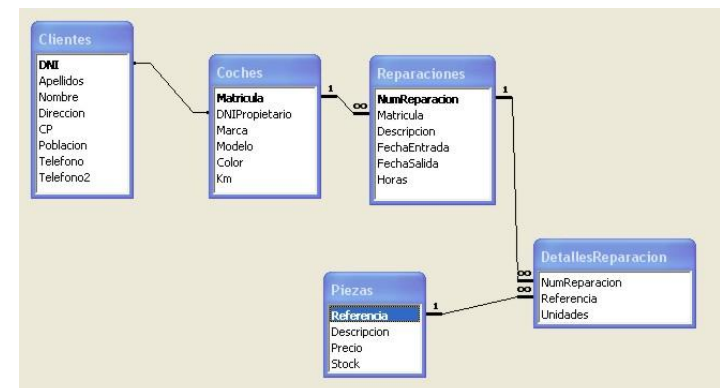 Clientes
DNI
Apellidos
Nombre
Direccion
CP
Poblacion
Telefono
Telefono2
Coches
Matricula
DNIPropietario
Marca
Modelo
Color
Km
1
∞
Reparaciones
NumReparacion
Matricula
Descripcion
FechaEntrada
FechaSalida
Horas
1
Piezas
Referencia
Descripcion
Precio
Stock
1
∞
∞
DetallesReparacion
NumReparacion
Referencia
Unidades